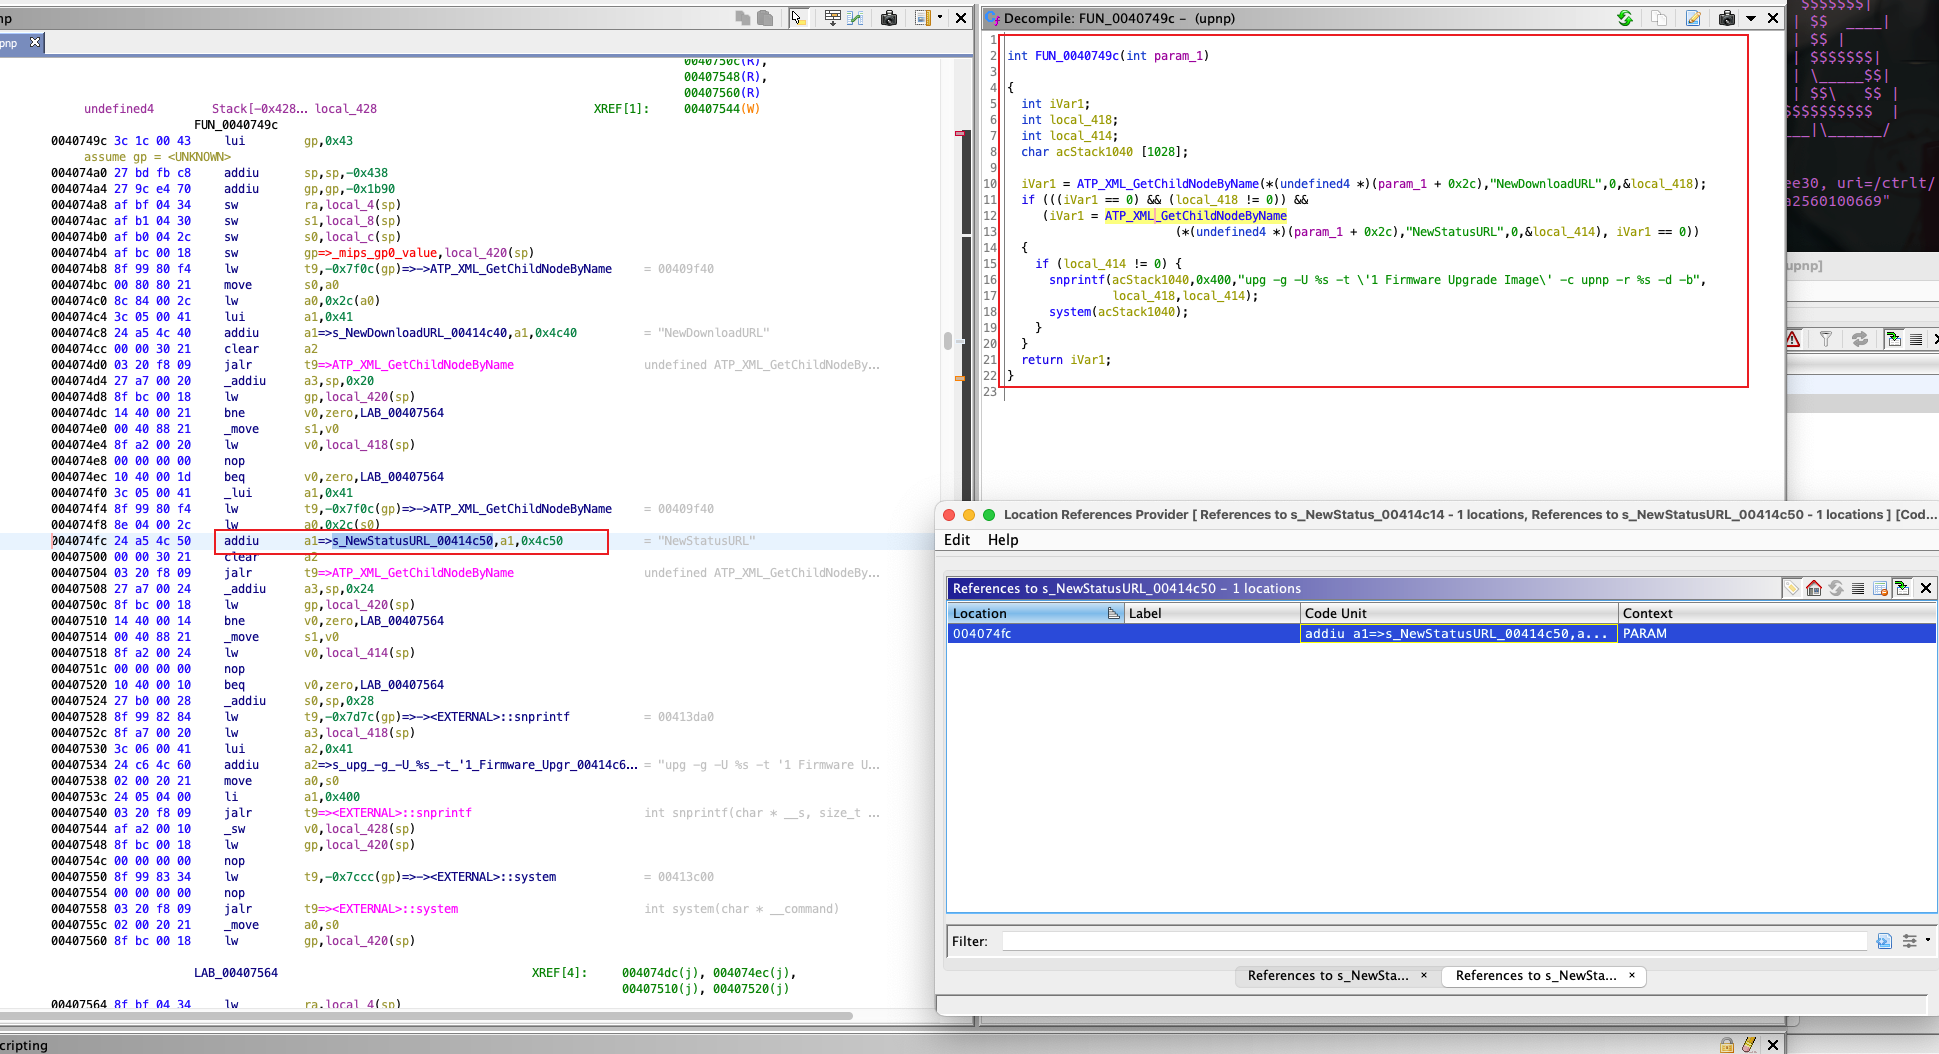 np
pnp
0040750c(R),
00407548(R),
00407560(R)
undefined4 Stack[-0x428... local_428 XREF[1]: 00407544(W)
FUN_0040749c
0040749c 3c 1c 00 43 lui gp,0x43
assume gp = <UNKNOWN>
004074a0 27 bd fb c8 addiu sp,sp,-0x438
004074a4 27 9c e4 70 addiu gp,gp,-0x1b90
004074a8 af bf 04 34 sw ra,local_4(sp)
004074ac af b1 04 30 sw s1,local_8(sp)
004074b0 af b0 04 2c sw s0,local_c(sp)
004074b4 af bc 00 18 sw gp=>_mips_gp0_value,local_420(sp)
004074b8 8f 99 80 f4 lw t9,-0x7f0c(gp)=>->ATP_XML_GetChildNodeByName = 00409f40
004074bc 00 80 80 21 move s0,a0
004074c0 8c 84 00 2c lw a0,0x2c(a0)
004074c4 3c 05 00 41 lui a1,0x41
004074c8 24 a5 4c 40 addiu a1=>s_NewDownloadURL_00414c40,a1,0x4c40 = "NewDownloadURL"
004074cc 00 00 30 21 clear a2
004074d0 03 20 f8 09 jalr t9=>ATP_XML_GetChildNodeByName undefined ATP_XML_GetChildNodeBy...
004074d4 27 a7 00 20 _addiu a3,sp,0x20
004074d8 8f bc 00 18 lw gp,local_420(sp)
004074dc 14 40 00 21 bne v0,zero,LAB_00407564
004074e0 00 40 88 21 _move s1,v0
004074e4 8f a2 00 20 lw v0,local_418(sp)
004074e8 00 00 00 00 nop
004074ec 10 40 00 1d beq v0,zero,LAB_00407564
004074f0 3c 05 00 41 _lui a1,0x41
004074f4 8f 99 80 f4 lw t9,-0x7f0c(gp)=>->ATP_XML_GetChildNodeByName = 00409f40
004074f8 8e 04 00 2c lw a0,0x2c(s0)
004074fc 24 a5 4c 50 addiu a1=>s_NewStatusURL_00414c50,a1,0x4c50 = "NewStatusURL"
00407500 00 00 30 21 clear a2
00407504 03 20 f8 09 jalr t9=>ATP_XML_GetChildNodeByName undefined ATP_XML_GetChildNodeBy...
00407508 27 a7 00 24 _addiu a3,sp,0x24
0040750c 8f bc 00 18 lw gp,local_420(sp)
00407510 14 40 00 14 bne v0,zero,LAB_00407564
00407514 00 40 88 21 _move s1,v0
00407518 8f a2 00 24 lw v0,local_414(sp)
0040751c 00 00 00 00 nop
00407520 10 40 00 10 beq v0,zero,LAB_00407564
00407524 27 b0 00 28 _addiu s0,sp,0x28
00407528 8f 99 82 84 lw t9,-0x7d7c(gp)=>-><EXTERNAL>::snprintf = 00413da0
0040752c 8f a7 00 20 lw a3,local_418(sp)
00407530 3c 06 00 41 lui a2,0x41
00407534 24 c6 4c 60 addiu a2=>s_upg_-g_-U_%s_-t_'1_Firmware_Upgr_00414c6... = "upg -g -U %s -t '1 Firmware U...
00407538 02 00 20 21 move a0,s0
0040753c 24 05 04 00 li a1,0x400
00407540 03 20 f8 09 jalr t9=><EXTERNAL>::snprintf int snprintf(char * __s, size_t ...
00407544 af a2 00 10 _sw v0,local_428(sp)
00407548 8f bc 00 18 lw gp,local_420(sp)
0040754c 00 00 00 00 nop
00407550 8f 99 83 34 lw t9,-0x7ccc(gp)=>-><EXTERNAL>::system = 00413c00
00407554 00 00 00 00 nop
00407558 03 20 f8 09 jalr t9=><EXTERNAL>::system int system(char * __command)
0040755c 02 00 20 21 _move a0,s0
00407560 8f bc 00 18 lw gp,local_420(sp)
LAB_00407564 XREF[4]: 004074dc(j), 004074ec(j),
00407510(j), 00407520(j)
00407564 8f bf 04 34 lw ra,local_4(sp)
cripting
Decompile: FUN_0040749c – (upnp)
1
2 int FUN_0040749c(int param_1)
3
4 {
5 int iVar1;
6 int local_418;
7 int local_414;
8 char acStack1040 [1028];
9
10 iVar1 = ATP_XML_GetChildNodeByName(*(undefined4 *)(param_1 + 0x2c),"NewDownloadURL",0,&local_418);
11 if (((iVar1 == 0) && (local_418 != 0)) &&
12 (iVar1 = ATP_XML_GetChildNodeByName
13 (*(undefined4 *)(param_1 + 0x2c),"NewStatusURL",0,&local_414), iVar1 == 0))
14 {
15 if (local_414 != 0) {
16 snprintf(acStack1040,0x400,"upg -g -U %s -t \'1 Firmware Upgrade Image\' -c upnp -r %s -d -b",
17 local_418,local_414);
18 system(acStack1040);
19 }
20 }
21 return iVar1;
22 }
23
$$$$$$$|
| $$ ____|
| $$ |
| $$$$$$$|
| \_____$$|
| $$\ $$ |
$$$$$$$$$$ |
___|\______/
ee30, uri=/ctrlt/
a2560100669"
upnp]
Location References Provider [ References to s_NewStatus_00414c14 – 1 locations, References to s_NewStatusURL_00414c50 – 1 locations ] [Cod...
Edit Help
References to s_NewStatusURL_00414c50 – 1 locations
Location Label Code Unit Context
004074fc addiu a1=>s_NewStatusURL_00414c50,a... PARAM
Filter:
References to s_NewSta... × References to s_NewSta... ×